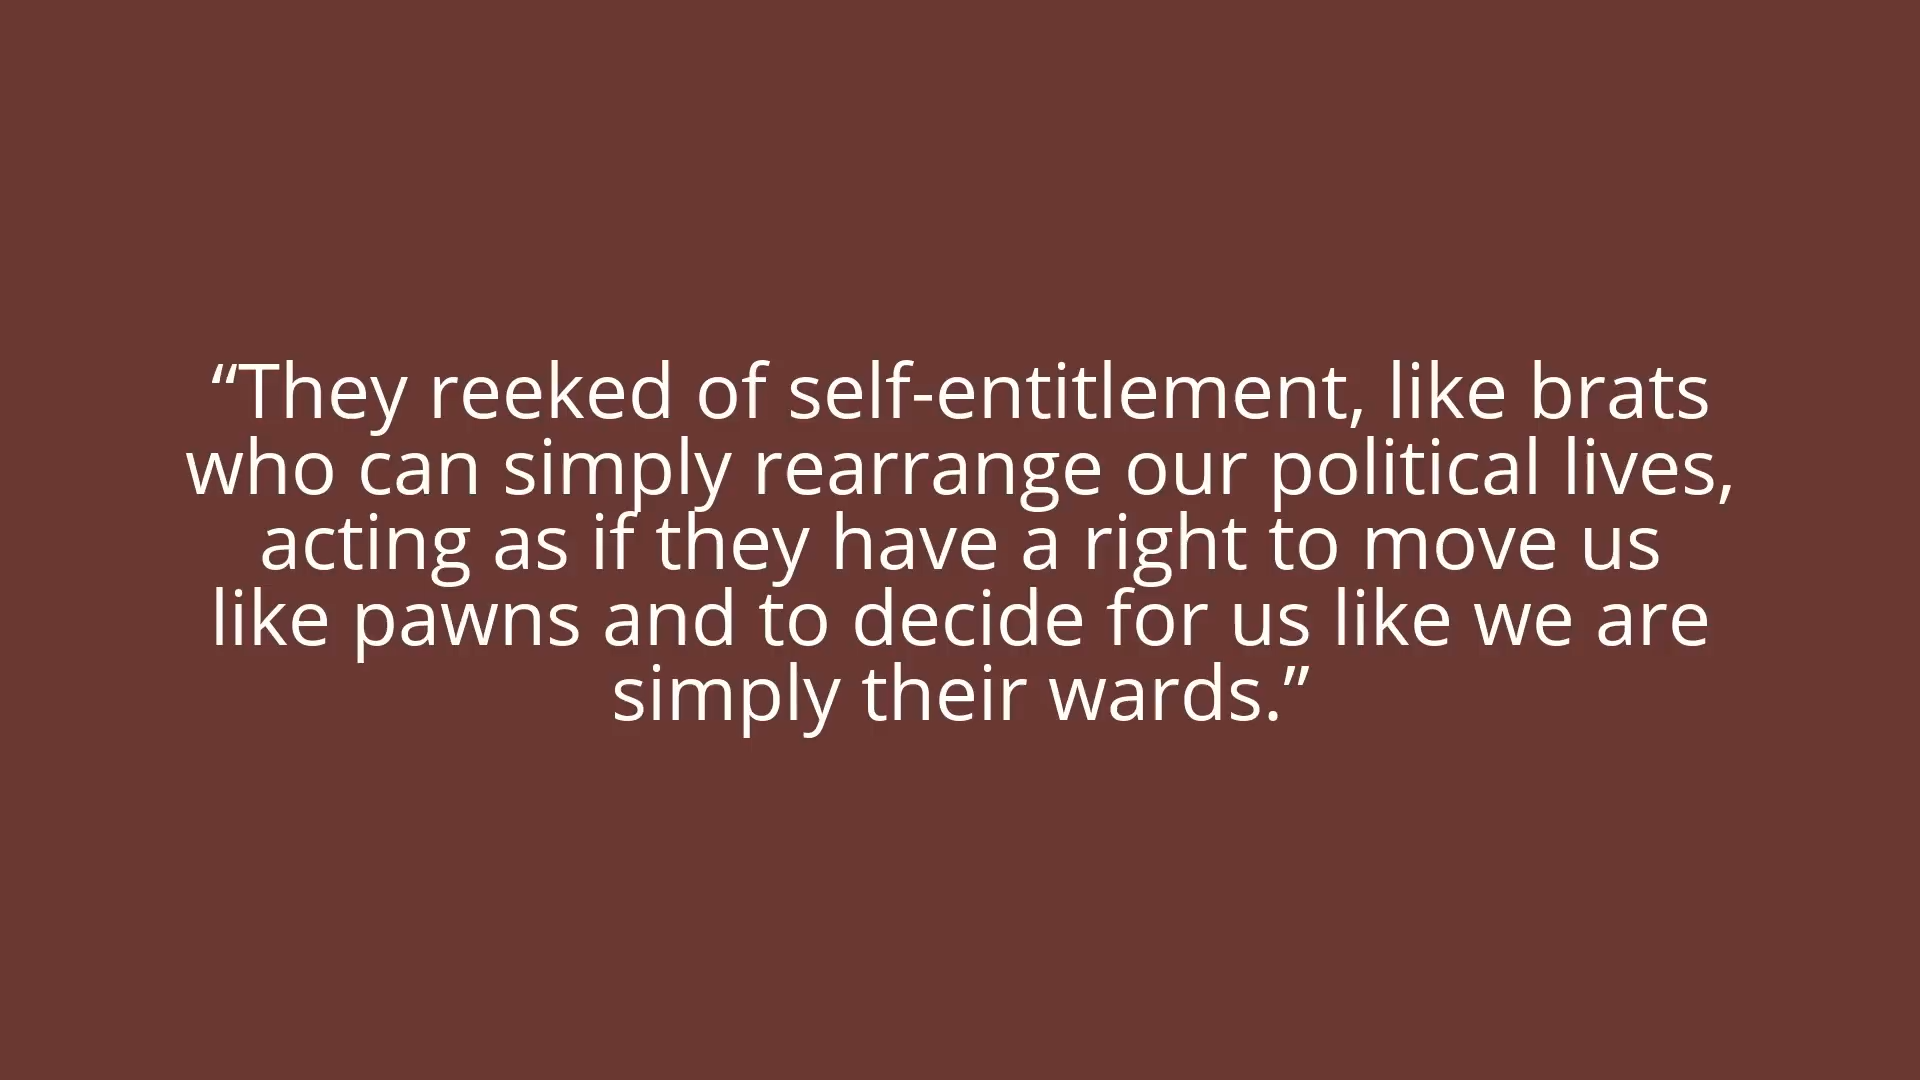 “They reeked of self-entitlement, like brats
who can simply rearrange our political lives,
acting as if they have a right to move us
like pawns and to decide for us like we are
simply their wards.”